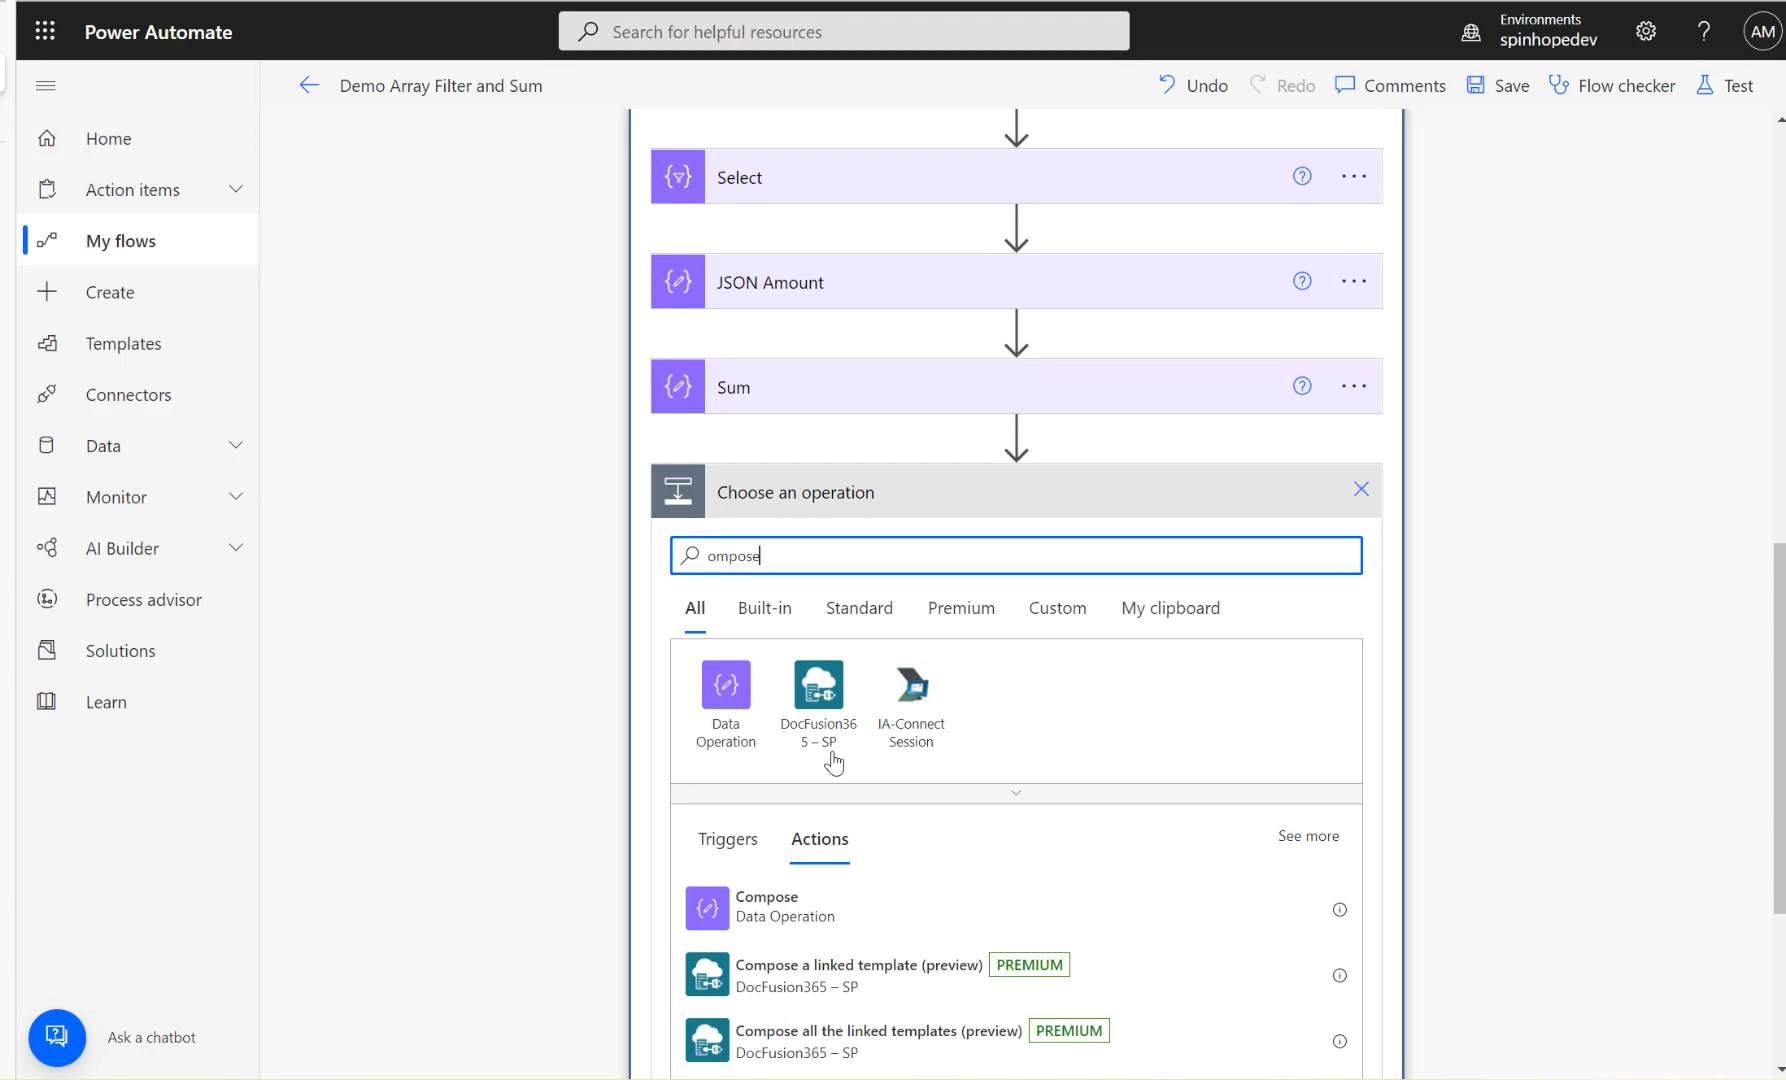 Power Automate
Search for helpful resources
Environments
spinhopedev
?
AM
Demo Array Filter and Sum
Undo
Redo
Comments
Save
Flow checker
Test
Home
Action items
My flows
Create
Templates
Connectors
Data
Monitor
AI Builder
Process advisor
Solutions
Learn
Ask a chatbot
Select
JSON Amount
Sum
Choose an operation
ompose
All
Built-in
Standard
Premium
Custom
My clipboard
Data
Operation
DocFusion36
5 – SP
IA-Connect
Session
Triggers
Actions
See more
Compose
Data Operation
Compose a linked template (preview) PREMIUM
DocFusion365 – SP
Compose all the linked templates (preview) PREMIUM
DocFusion365 – SP